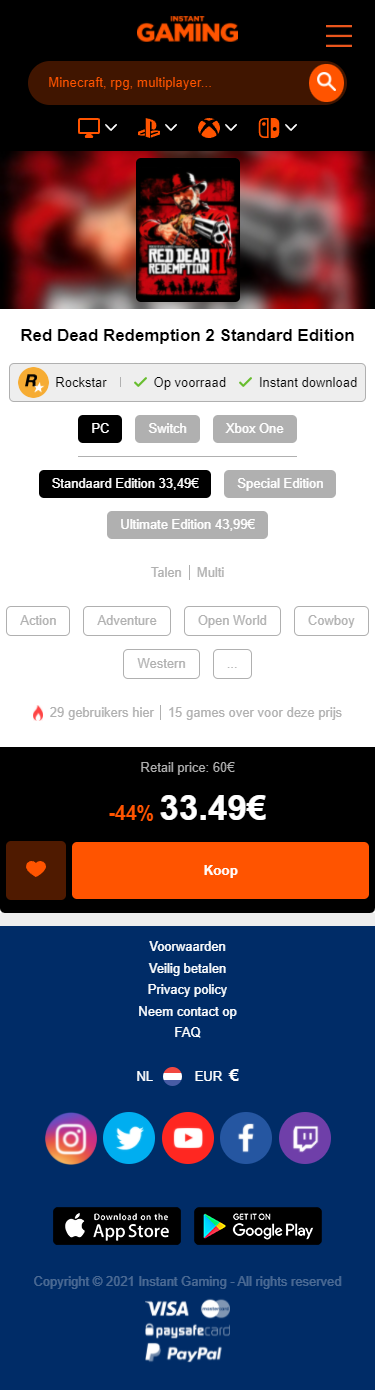 INSTANT
GAMING
Minecraft, rpg, multiplayer...
RED DEAD
REDEMPTION II
Red Dead Redemption 2 Standard Edition
R Rockstar | Op voorraad Instant download
PC Switch Xbox One
Standaard Edition 33,49€ Special Edition
Ultimate Edition 43,99€
Talen | Multi
Action Adventure Open World Cowboy
Western ...
29 gebruikers hier | 15 games over voor deze prijs
Retail price: 60€
-44% 33.49€
Koop
Voorwaarden
Veilig betalen
Privacy policy
Neem contact op
FAQ
NL EUR €
Download on the GET IT ON
App Store Google Play
Copyright © 2021 Instant Gaming - All rights reserved
VISA mastercard
paysafecard
PayPal